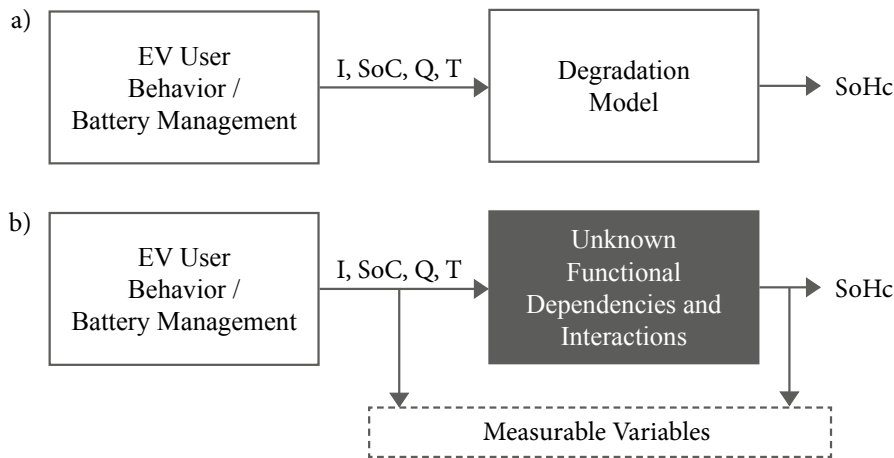 a)
EV User
Behavior /
Battery Management
I, SoC, Q, T
Degradation
Model
SoHc
b)
EV User
Behavior /
Battery Management
I, SoC, Q, T
Unknown
Functional
Dependencies and
Interactions
SoHc
Measurable Variables